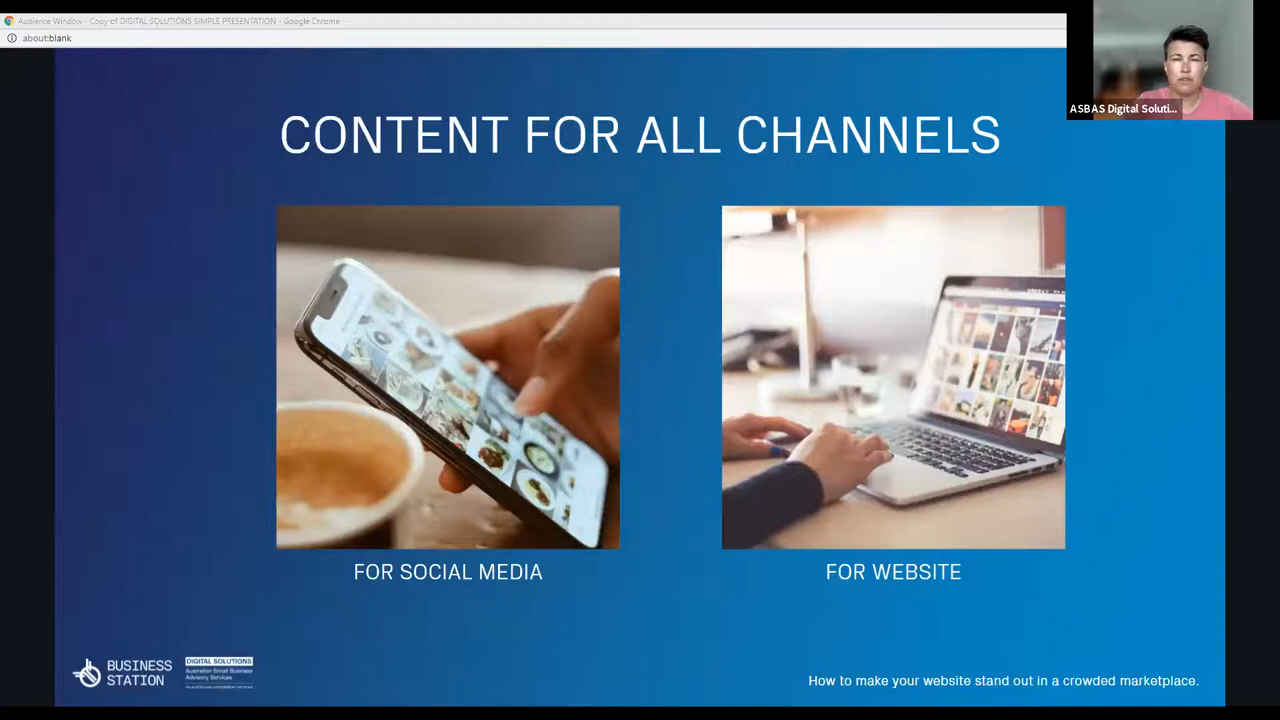 Audience Window - Copy of DIGITAL SOLUTIONS SIMPLE PRESENTATION - Google Chrome
about:blank
ASBAS Digital Soluti...
CONTENT FOR ALL CHANNELS
FOR SOCIAL MEDIA
FOR WEBSITE
BUSINESS
STATION
DIGITAL SOLUTIONS
Australian Small Business
Advisory Services
How to make your website stand out in a crowded marketplace.